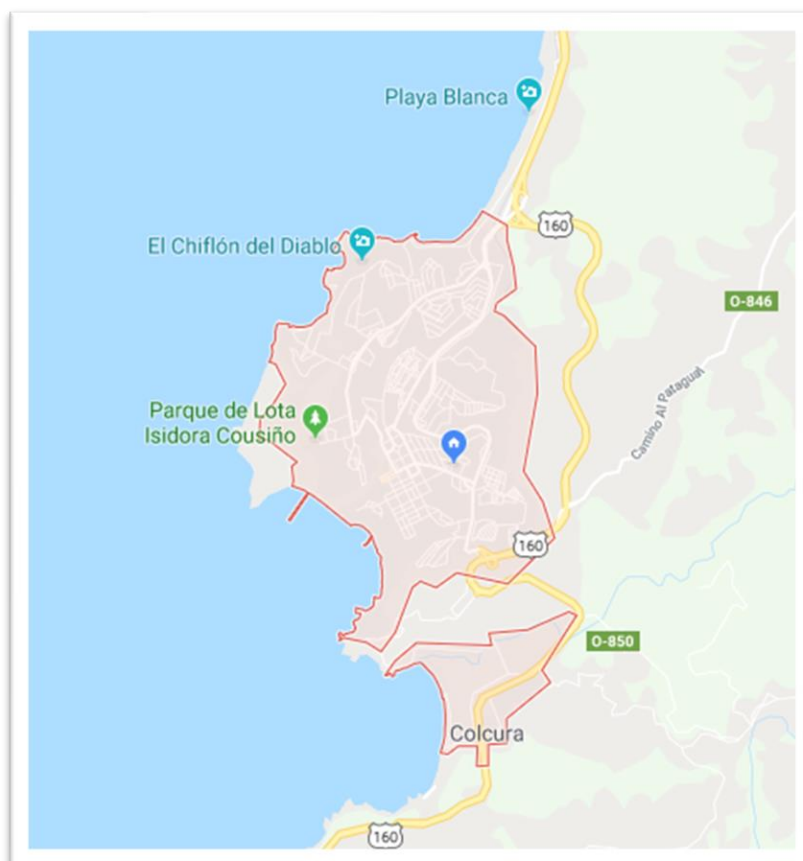 Playa Blanca
160
El Chiflón del Diablo
O-846
Camino Al Patagual
Parque de Lota
Isidora Cousiño
160
O-850
Colcura
160